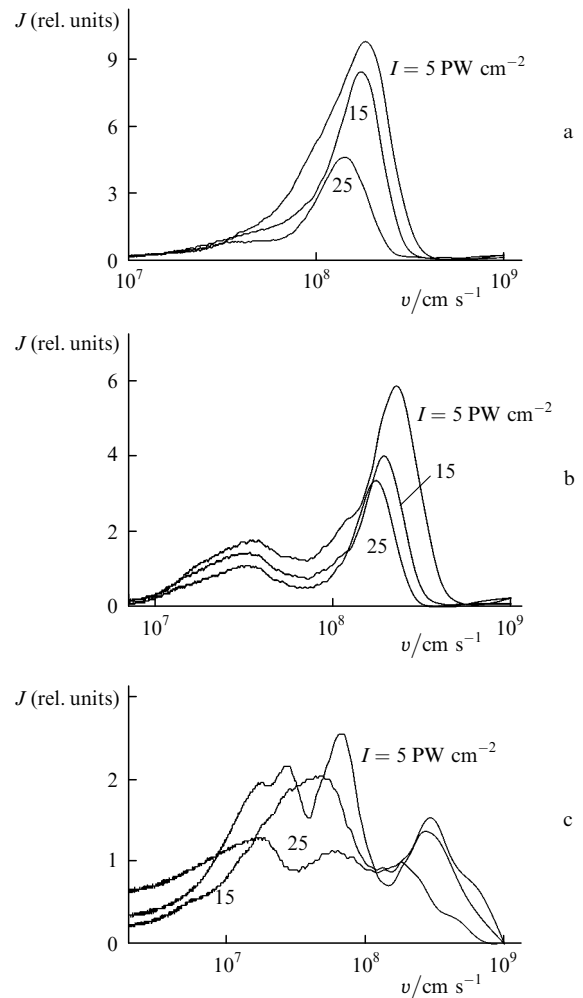 J (rel. units)
9
I = 5 PW cm⁻²
15
6
a
25
3
0
10⁷
10⁸
10⁹
υ/cm s⁻¹
J (rel. units)
6
I = 5 PW cm⁻²
4
15
b
25
2
0
10⁷
10⁸
10⁹
υ/cm s⁻¹
J (rel. units)
I = 5 PW cm⁻²
2
c
25
1
15
0
10⁷
10⁸
10⁹
υ/cm s⁻¹